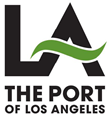 LA
THE PORT
OF LOS ANGELES